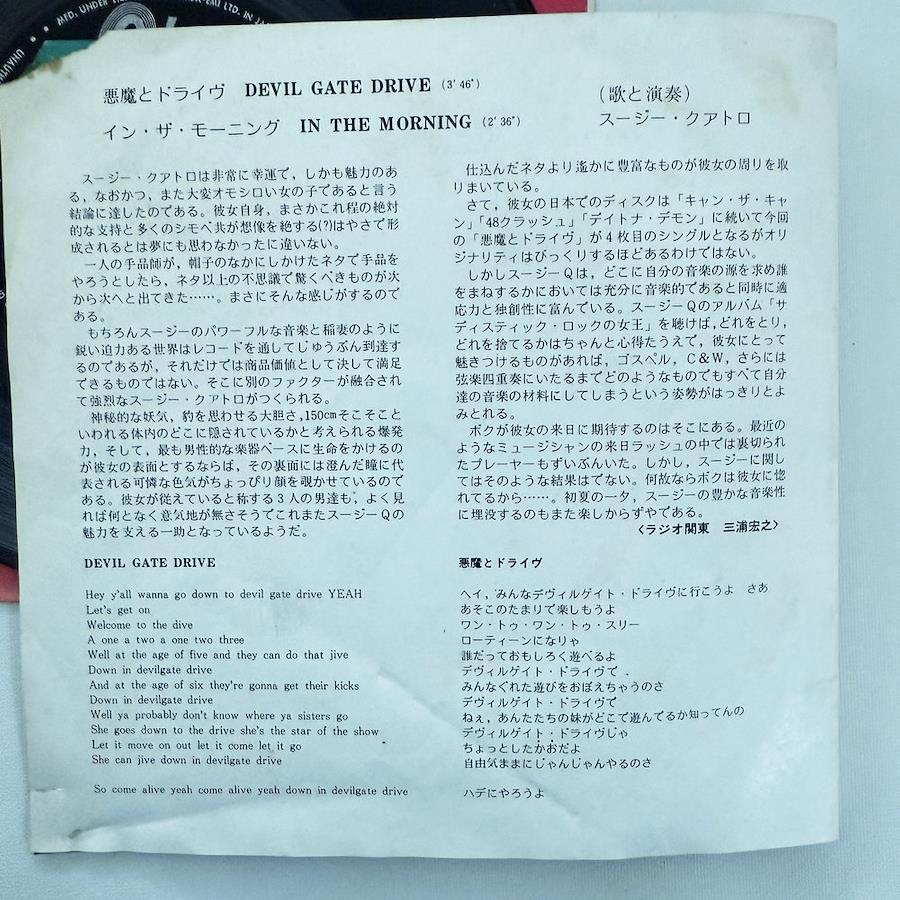 MFD. UNDER
LTD. IN JA
悪魔とドライヴ DEVIL GATE DRIVE (3'46")
イン・ザ・モーニング IN THE MORNING (2'36")
(歌と演奏)
スージー・クアトロ
スージー・クアトロは非常に幸運で，しかも魅力のあ
る，なおかつ，また大変オモシロい女の子であると言う
結論に達したのである。彼女自身，まさかこれ程の絶対
的な支持と多くのシモベ共が想像を絶する(?)はやさで形
成されるとは夢にも思わなかったに違いない。
一人の手品師が，帽子のなかにしかけたネタで手品を
やろうとしたら，ネタ以上の不思議で驚くべきものが次
から次へと出てきた……。まさにそんな感じがするので
ある。
もちろんスージーのパワーフルな音楽と稲妻のように
鋭い迫力ある世界はレコードを通してじゅうぶん到達す
るのであるが，それだけでは商品価値として決して満足
できるものではない。そこに別のファクターが融合され
て強烈なスージー・クアトロがつくられる。
神秘的な妖気，豹を思わせる大胆さ，150cmそこそこと
いわれる体内のどこに隠されているかと考えられる爆発
力，そして，最も男性的な楽器ベースに生命をかけるの
が彼女の表面とするならば，その裏面には澄んだ瞳に代
表される可憐な色気がちょっぴり顔を覗かせているので
ある。彼女が従えていると称する３人の男達も，よく見
れば何となく意気地が無さそうでこれまたスージーＱの
魅力を支える一助となっているようだ。
仕込んだネタより遙かに豊富なものが彼女の周りを取
りまいている。
さて，彼女の日本でのディスクは「キャン・ザ・キャ
ン」「48クラッシュ」「デイトナ・デモン」に続いて今回
の「悪魔とドライヴ」が４枚目のシングルとなるがオリ
ジナリティはびっくりするほどあるわけではない。
しかしスージーＱは，どこに自分の音楽の源を求め誰
をまねするかにおいては充分に音楽的であると同時に適
応力と独創性に富んでいる。スージーＱのアルバム「サ
ディスティック・ロックの女王」を聴けば，どれをとり，
どれを捨てるかはちゃんと心得たうえで，彼女にとって
魅きつけるものがあれば，ゴスペル，Ｃ＆Ｗ，さらには
弦楽四重奏にいたるまでどのようなものでもすべて自分
達の音楽の材料にしてしまうという姿勢がはっきりとよ
みとれる。
ボクが彼女の来日に期待するのはそこにある。最近の
ようなミュージシャンの来日ラッシュの中では裏切られ
たプレーヤーもずいぶんいた。しかし，スージーに関し
てはそのような結果はでない。何故ならボクは彼女に惚
れてるから……。初夏の一夕，スージーの豊かな音楽性
に埋没するのもまた楽しからずやである。
〈ラジオ関東 三浦宏之〉
DEVIL GATE DRIVE
Hey y'all wanna go down to devil gate drive YEAH
Let's get on
Welcome to the dive
A one a two a one two three
Well at the age of five and they can do that jive
Down in devilgate drive
And at the age of six they're gonna get their kicks
Down in devilgate drive
Well ya probably don't know where ya sisters go
She goes down to the drive she's the star of the show
Let it move on out let it come let it go
She can jive down in devilgate drive
So come alive yeah come alive yeah down in devilgate drive
悪魔とドライヴ
ヘイ，みんなデヴィルゲイト・ドライヴに行こうよ さあ
あそこのたまりで楽しもうよ
ワン・トゥ・ワン・トゥ・スリー
ローティーンになりゃ
誰だっておもしろく遊べるよ
デヴィルゲイト・ドライヴで
みんなぐれた遊びをおぼえちゃうのさ
デヴィルゲイト・ドライヴで
ねぇ，あんたたちの妹がどこで遊んでるか知ってんの
デヴィルゲイト・ドライヴじゃ
ちょっとしたかおだよ
自由気ままにじゃんじゃんやるのさ
ハデにやろうよ